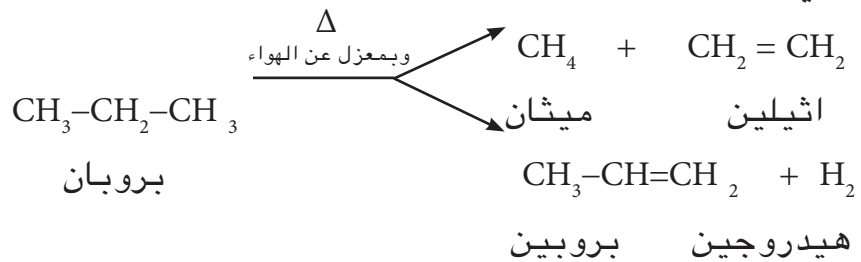 Δ
وبمعزل عن الهواء
CH₄ + CH₂ = CH₂
ميثان اثيلين
CH₃–CH₂–CH₃
بروبان
CH₃–CH=CH₂ + H₂
بروبين هيدروجين